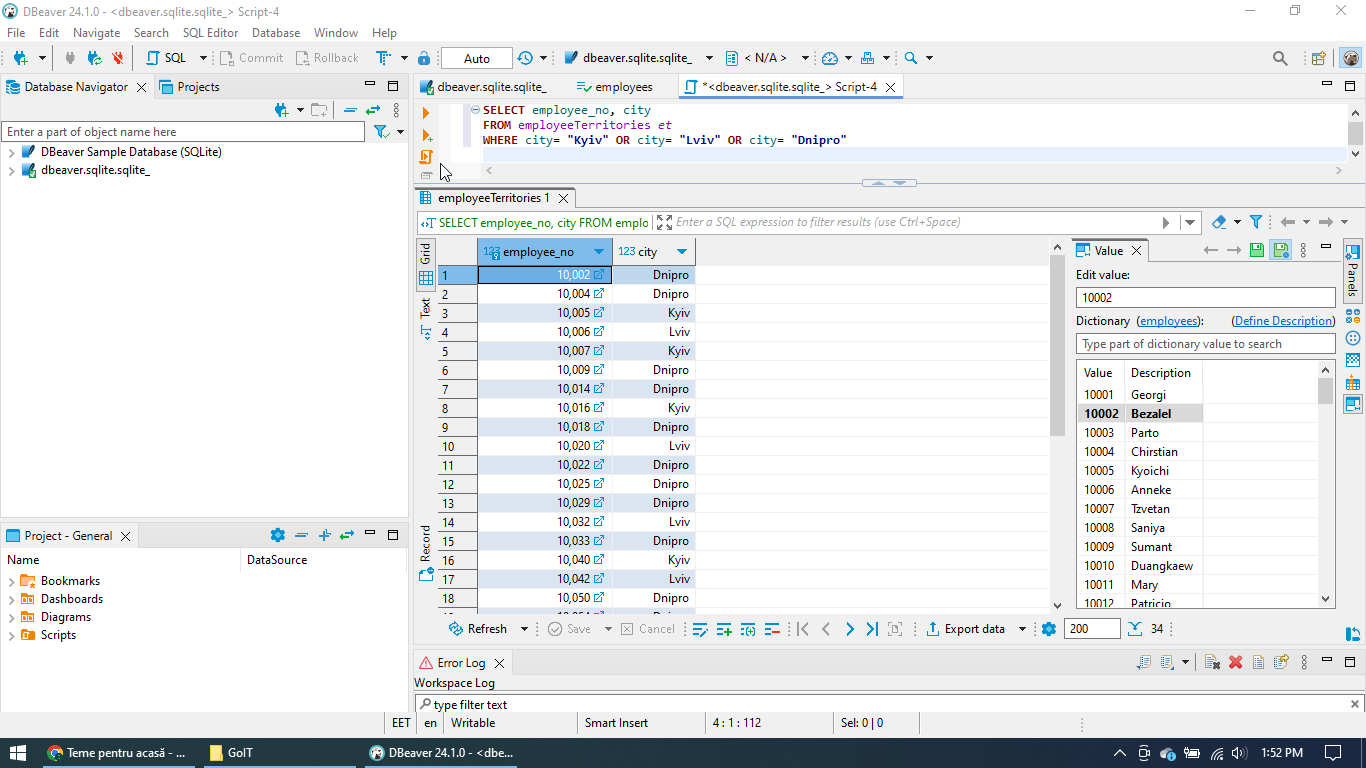 DBeaver 24.1.0 - <dbeaver.sqlite.sqlite_> Script-4
File Edit Navigate Search SQL Editor Database Window Help
SQL Commit Rollback Auto dbeaver.sqlite.sqlite_ < N/A >
Database Navigator Projects
Enter a part of object name here
DBeaver Sample Database (SQLite)
dbeaver.sqlite.sqlite_
Project - General
Name DataSource
Bookmarks
Dashboards
Diagrams
Scripts
dbeaver.sqlite.sqlite_ employees *<dbeaver.sqlite.sqlite_> Script-4
SELECT employee_no, city
FROM employeeTerritories et
WHERE city= "Kyiv" OR city= "Lviv" OR city= "Dnipro"
employeeTerritories 1
SELECT employee_no, city FROM emplo Enter a SQL expression to filter results (use Ctrl+Space)
Grid
Text
Record
123 employee_no 123 city
1 10,002 Dnipro
2 10,004 Dnipro
3 10,005 Kyiv
4 10,006 Lviv
5 10,007 Kyiv
6 10,009 Dnipro
7 10,014 Dnipro
8 10,016 Kyiv
9 10,018 Dnipro
10 10,020 Lviv
11 10,022 Dnipro
12 10,025 Dnipro
13 10,029 Dnipro
14 10,032 Lviv
15 10,033 Dnipro
16 10,040 Kyiv
17 10,042 Lviv
18 10,050 Dnipro
Value
Edit value:
10002
Dictionary (employees): (Define Description)
Type part of dictionary value to search
Value Description
10001 Georgi
10002 Bezalel
10003 Parto
10004 Chirstian
10005 Kyoichi
10006 Anneke
10007 Tzvetan
10008 Saniya
10009 Sumant
10010 Duangkaew
10011 Mary
10012 Patricio
Panels
Refresh Save Cancel Export data 200 34
Error Log
Workspace Log
type filter text
EET en Writable Smart Insert 4 : 1 : 112 Sel: 0 | 0
Teme pentru acasă - ... GoIT DBeaver 24.1.0 - <dbe... 1:52 PM